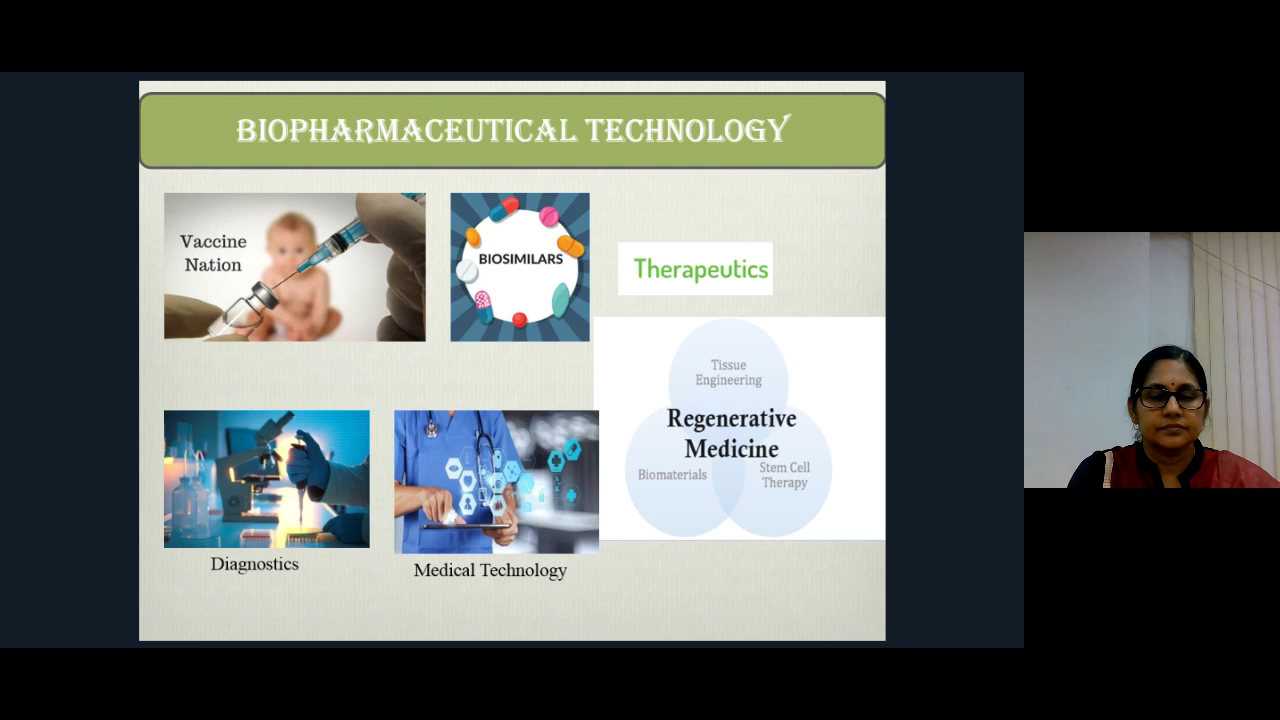 BIOPHARMACEUTICAL TECHNOLOGY
Vaccine
Nation
BIOSIMILARS
Therapeutics
Tissue
Engineering
Regenerative
Medicine
Biomaterials
Stem Cell
Therapy
Diagnostics
Medical Technology